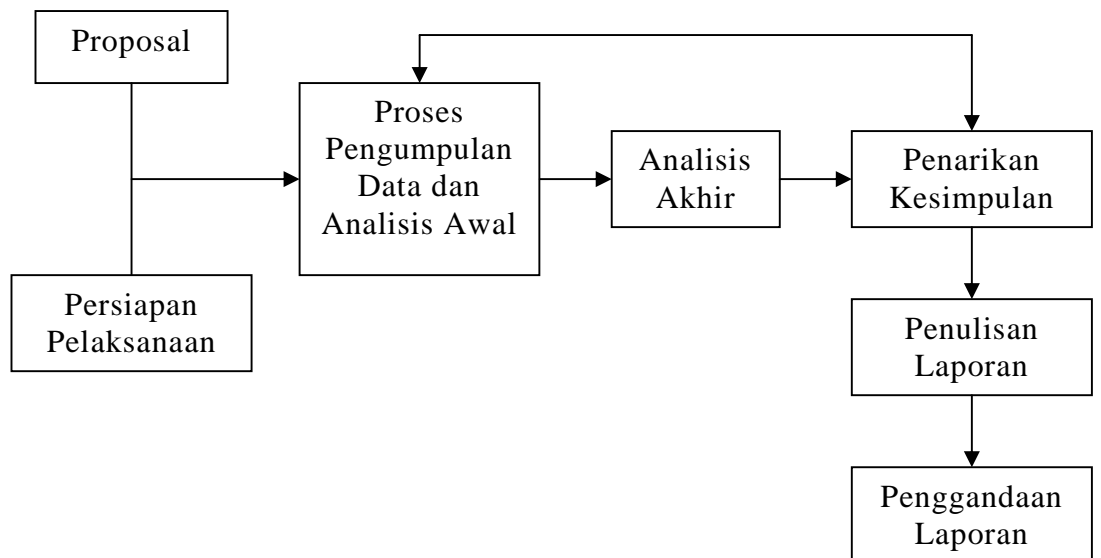 Proposal
Persiapan
Pelaksanaan
Proses
Pengumpulan
Data dan
Analisis Awal
Analisis
Akhir
Penarikan
Kesimpulan
Penulisan
Laporan
Penggandaan
Laporan